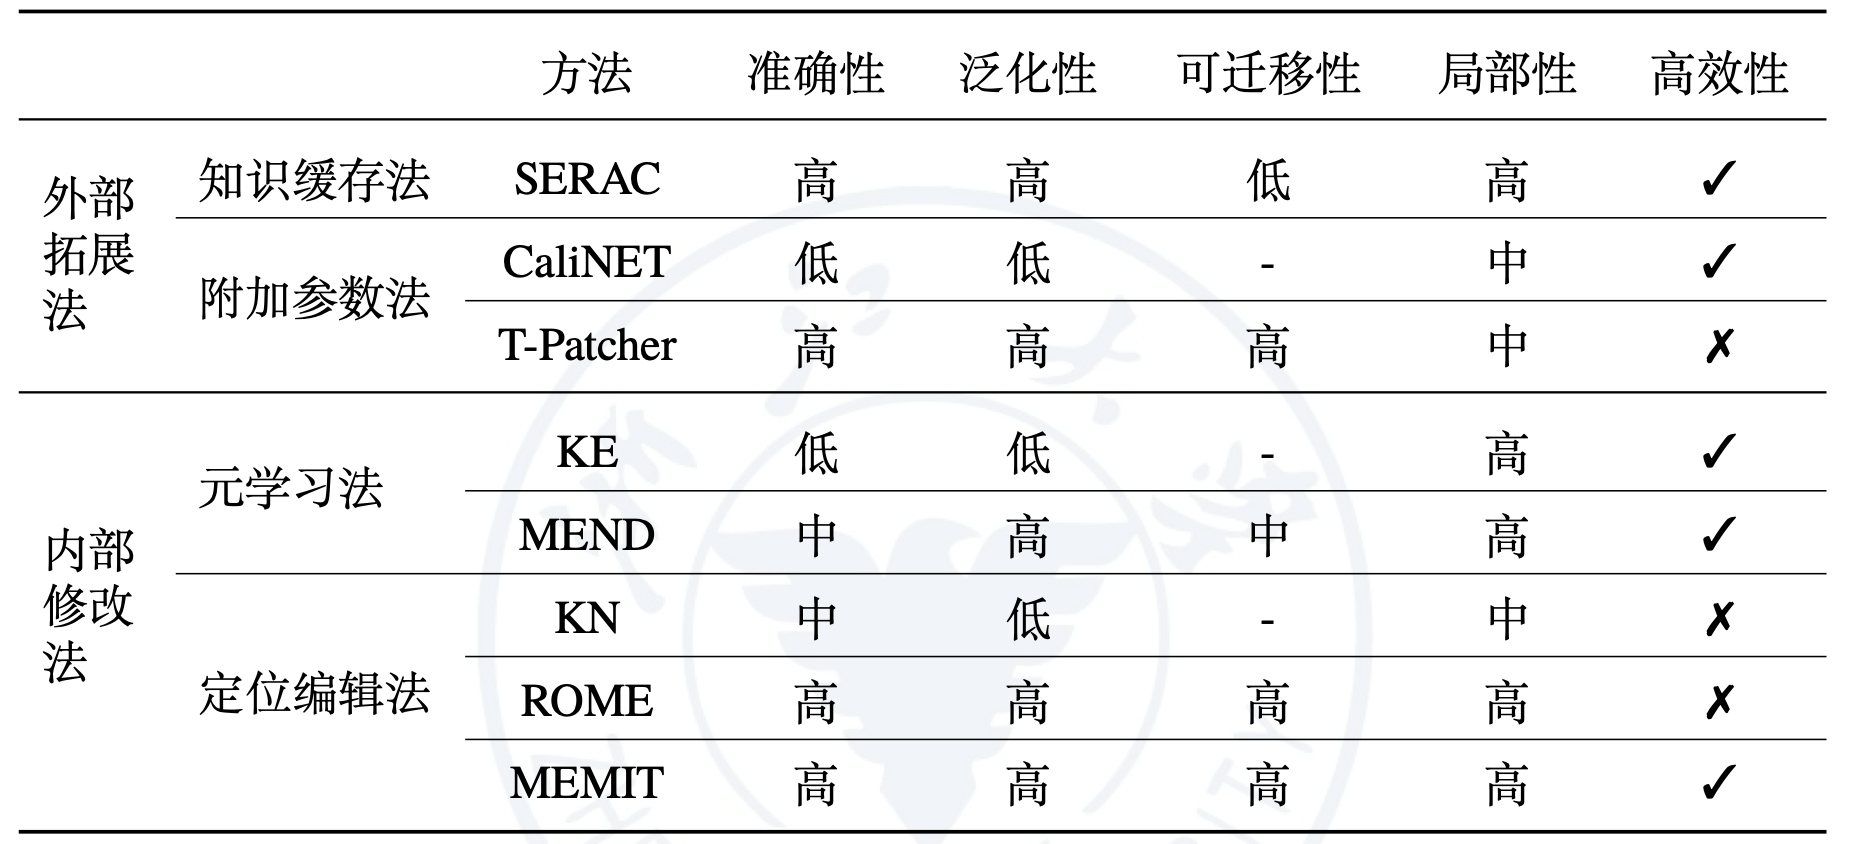 方法 准确性 泛化性 可迁移性 局部性 高效性
外部拓展法 知识缓存法 SERAC 高 高 低 高 ✓
附加参数法 CaliNET 低 低 - 中 ✓
T-Patcher 高 高 高 中 ✗
内部修改法 元学习法 KE 低 低 - 高 ✓
MEND 中 高 中 高 ✓
定位编辑法 KN 中 低 - 中 ✗
ROME 高 高 高 高 ✗
MEMIT 高 高 高 高 ✓